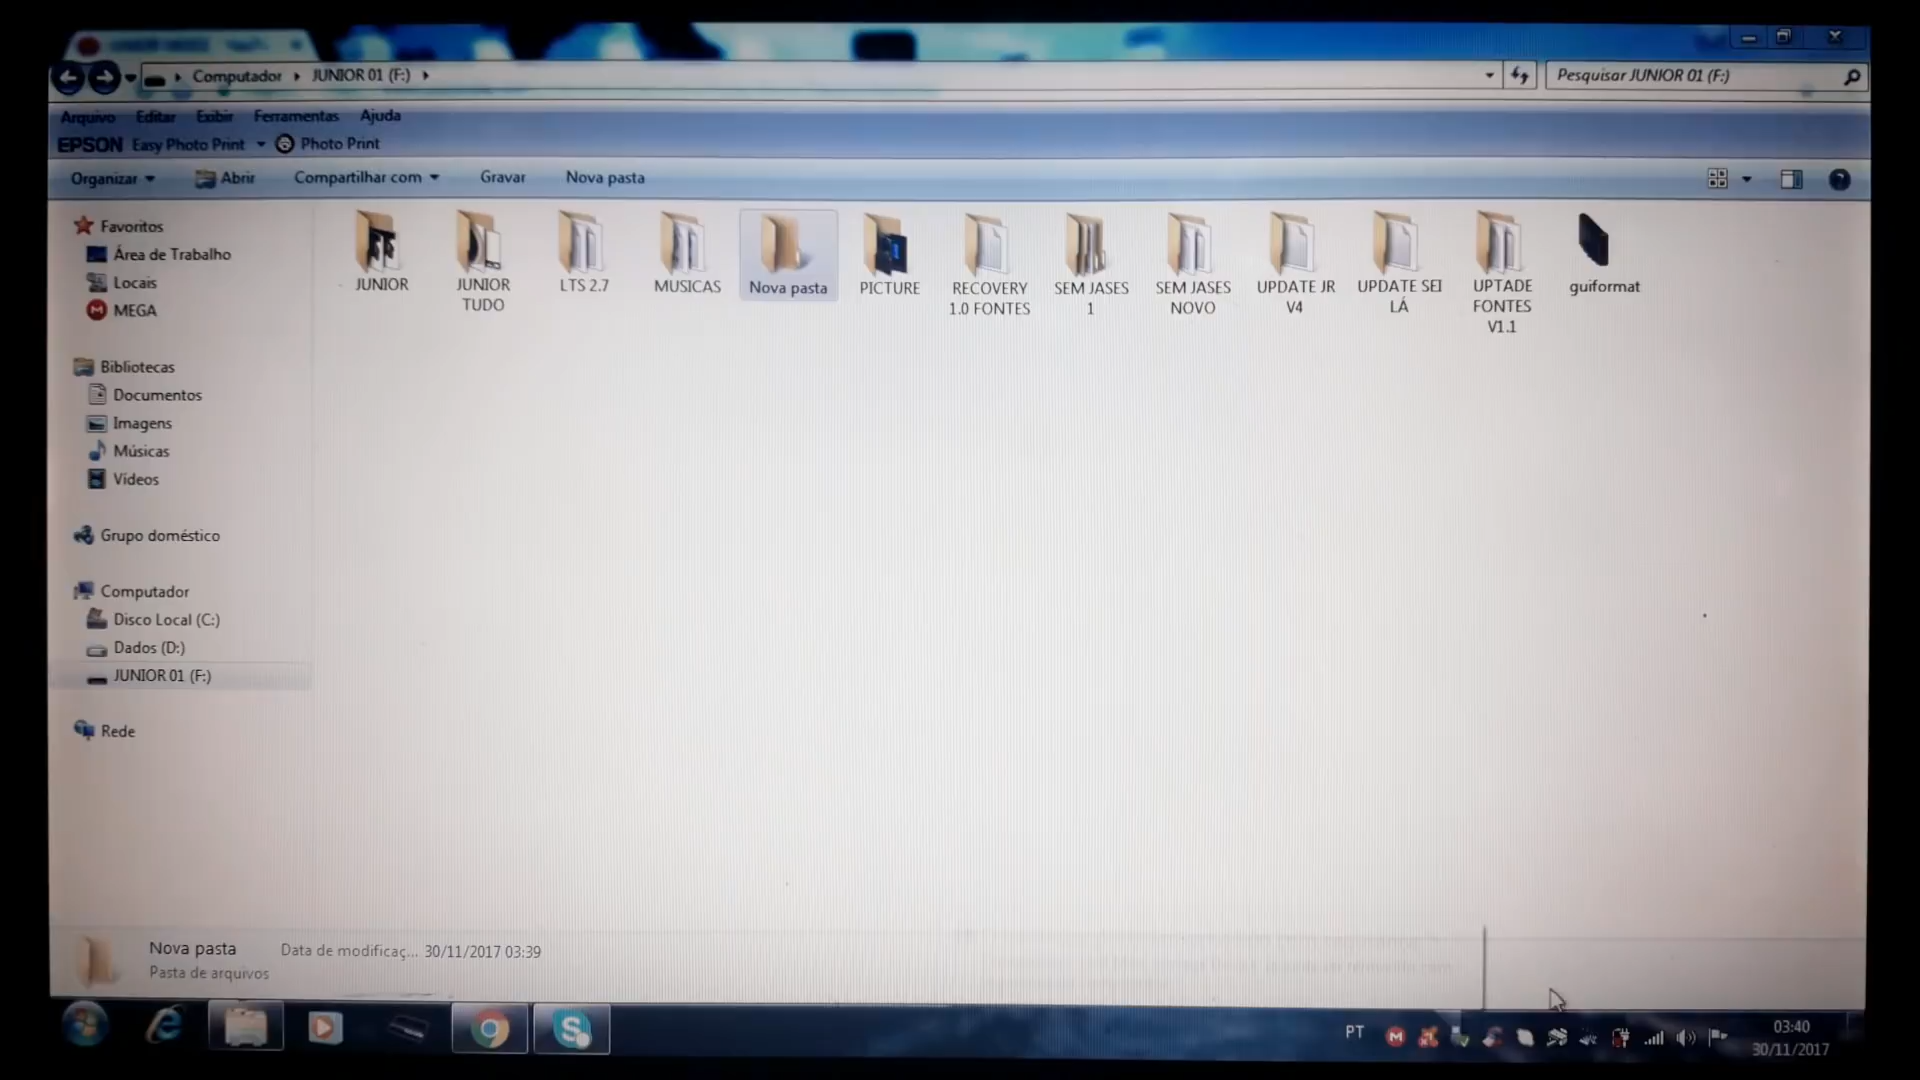 Computador ▸ JUNIOR 01 (F:) ▸
Pesquisar JUNIOR 01 (F:)
Arquivo Editar Exibir Ferramentas Ajuda
EPSON Easy Photo Print Photo Print
Organizar Abrir Compartilhar com Gravar Nova pasta
Favoritos
Área de Trabalho
Locais
MEGA
Bibliotecas
Documentos
Imagens
Músicas
Vídeos
Grupo doméstico
Computador
Disco Local (C:)
Dados (D:)
JUNIOR 01 (F:)
Rede
JUNIOR
JUNIOR
TUDO
LTS 2.7
MUSICAS
Nova pasta
PICTURE
RECOVERY
1.0 FONTES
SEM JASES
1
SEM JASES
NOVO
UPDATE JR
V4
UPDATE SEI
LÁ
UPTADE
FONTES
V1.1
guiformat
Nova pasta Data de modificaç... 30/11/2017 03:39
Pasta de arquivos
PT
03:40
30/11/2017